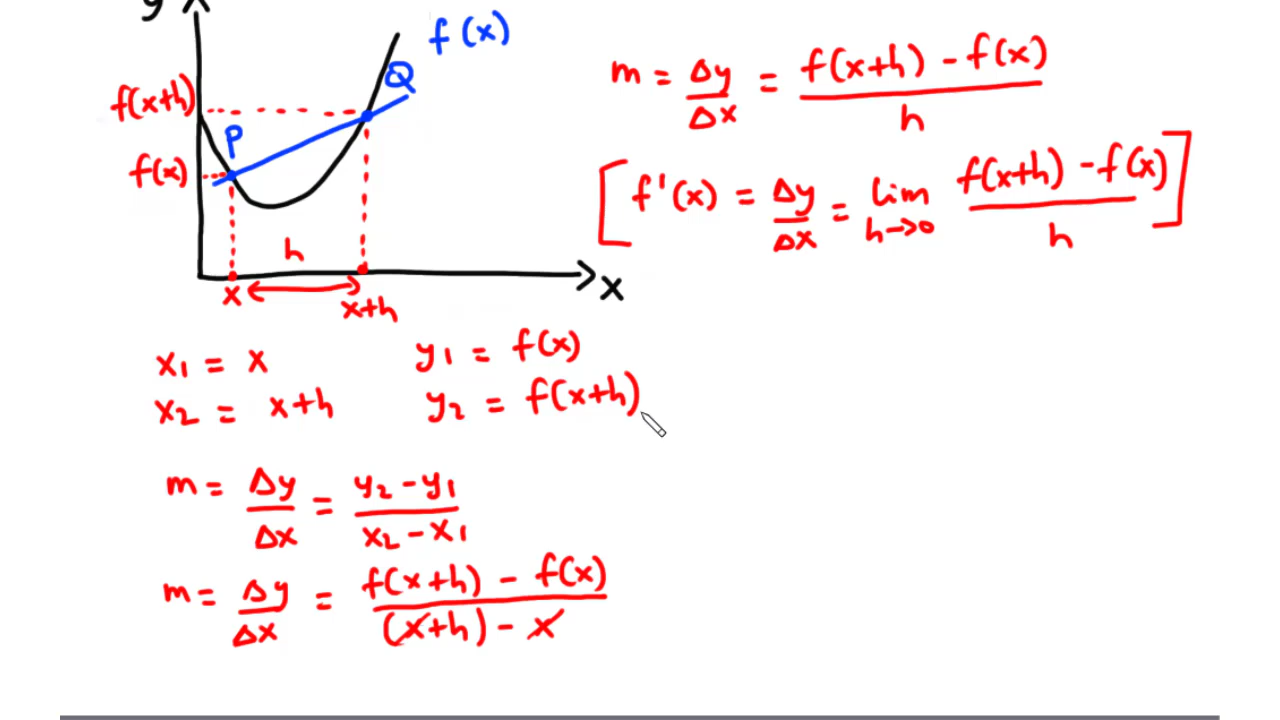 y
f(x)
Q
f(x+h)
P
f(x)
h
x
x
x+h
m = Δy/Δx = f(x+h) - f(x)/h
[f'(x) = Δy/Δx = lim h→0 f(x+h) - f(x)/h]
x1 = x y1 = f(x)
x2 = x+h y2 = f(x+h)
m = Δy/Δx = y2 - y1/x2 - x1
m = Δy/Δx = f(x+h) - f(x)/(x+h) - x